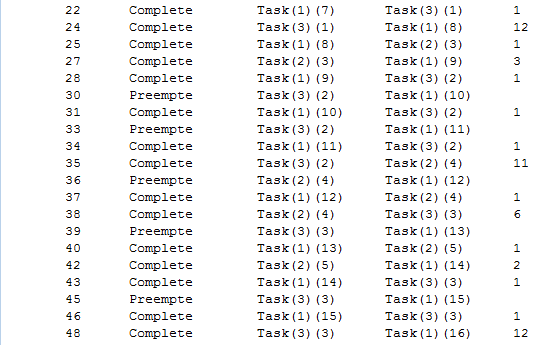 22 Complete Task(1)(7) Task(3)(1) 1
24 Complete Task(3)(1) Task(1)(8) 12
25 Complete Task(1)(8) Task(2)(3) 1
27 Complete Task(2)(3) Task(1)(9) 3
28 Complete Task(1)(9) Task(3)(2) 1
30 Preempte Task(3)(2) Task(1)(10)
31 Complete Task(1)(10) Task(3)(2) 1
33 Preempte Task(3)(2) Task(1)(11)
34 Complete Task(1)(11) Task(3)(2) 1
35 Complete Task(3)(2) Task(2)(4) 11
36 Preempte Task(2)(4) Task(1)(12)
37 Complete Task(1)(12) Task(2)(4) 1
38 Complete Task(2)(4) Task(3)(3) 6
39 Preempte Task(3)(3) Task(1)(13)
40 Complete Task(1)(13) Task(2)(5) 1
42 Complete Task(2)(5) Task(1)(14) 2
43 Complete Task(1)(14) Task(3)(3) 1
45 Preempte Task(3)(3) Task(1)(15)
46 Complete Task(1)(15) Task(3)(3) 1
48 Complete Task(3)(3) Task(1)(16) 12